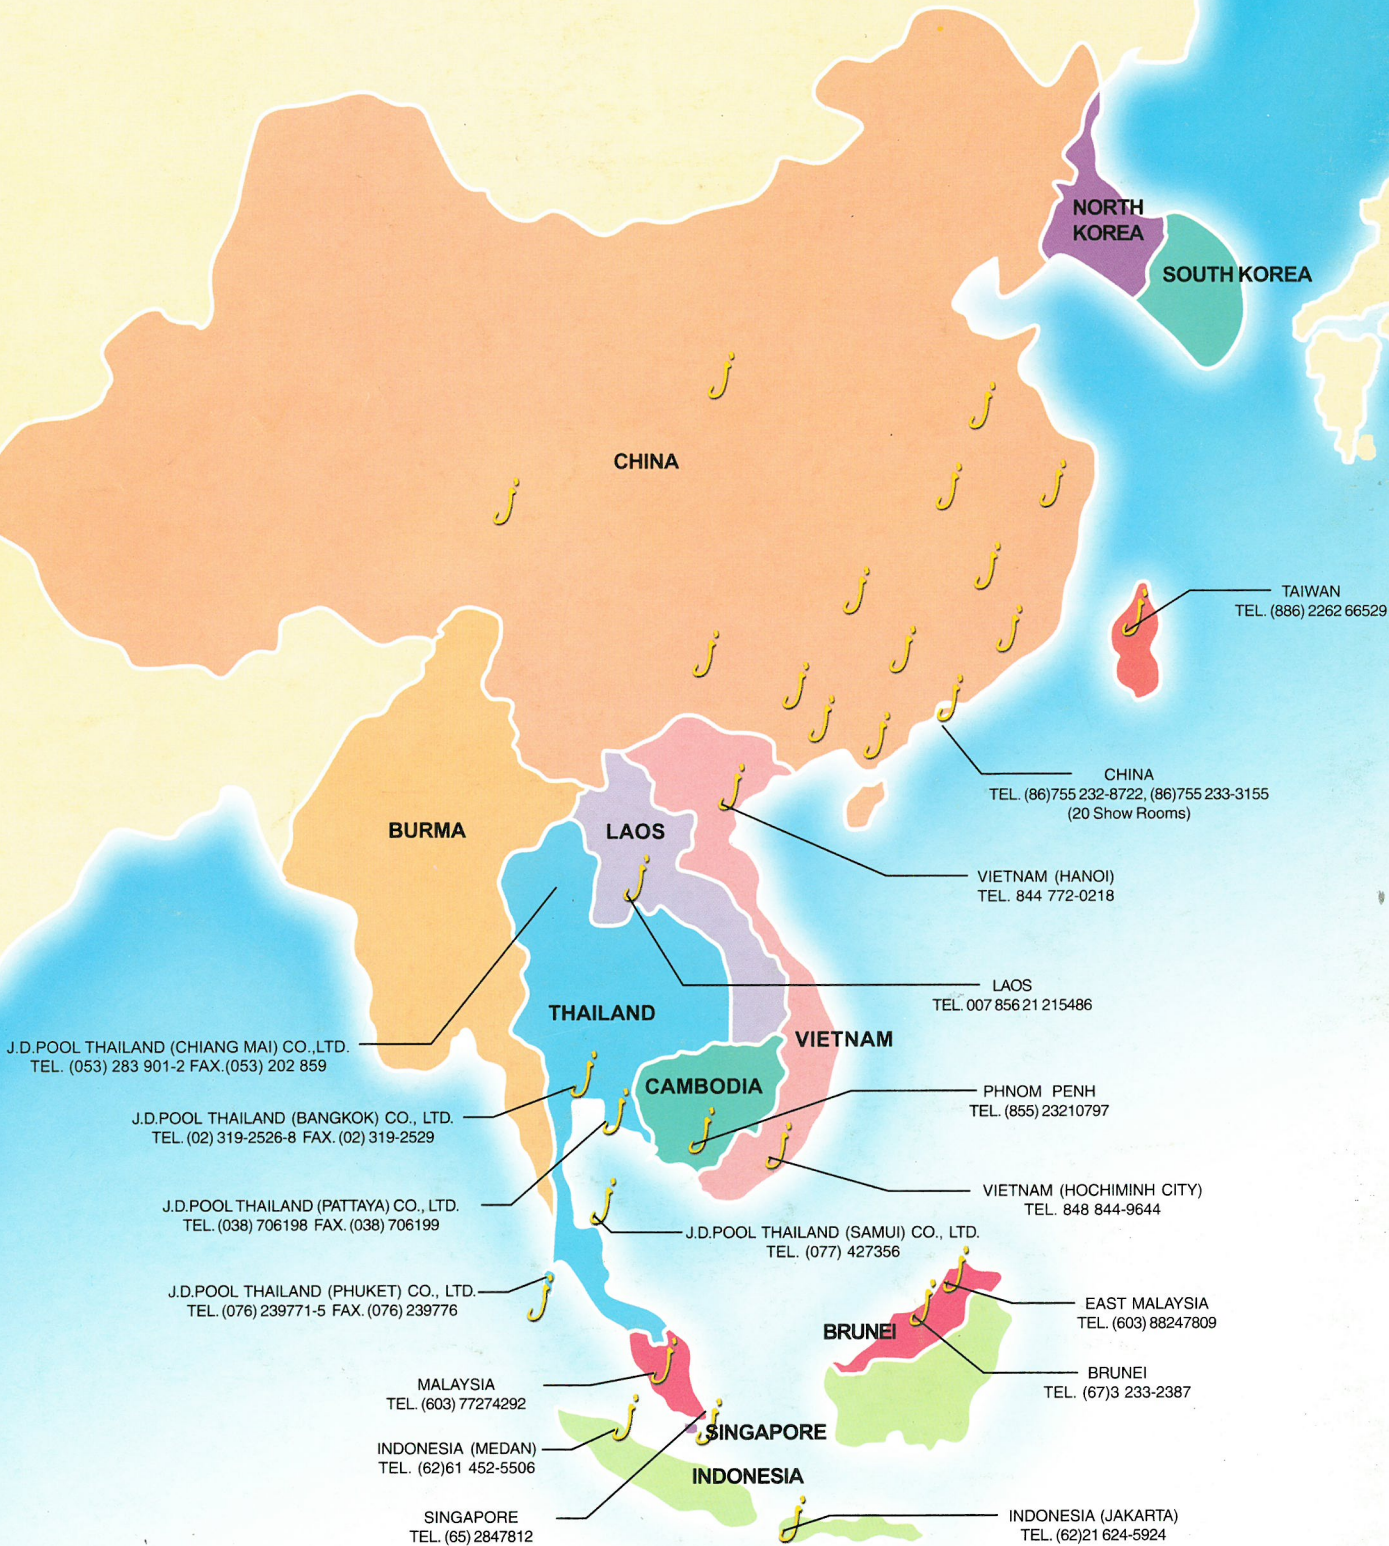 NORTH
KOREA
SOUTH KOREA
CHINA
TAIWAN
TEL. (886) 2262 66529
CHINA
TEL. (86)755 232-8722, (86)755 233-3155
(20 Show Rooms)
BURMA
LAOS
VIETNAM (HANOI)
TEL. 844 772-0218
LAOS
TEL. 007 856 21 215486
THAILAND
VIETNAM
J.D.POOL THAILAND (CHIANG MAI) CO.,LTD.
TEL. (053) 283 901-2 FAX.(053) 202 859
CAMBODIA
PHNOM PENH
TEL. (855) 23210797
J.D.POOL THAILAND (BANGKOK) CO., LTD.
TEL. (02) 319-2526-8 FAX. (02) 319-2529
J.D.POOL THAILAND (PATTAYA) CO., LTD.
TEL. (038) 706198 FAX. (038) 706199
VIETNAM (HOCHIMINH CITY)
TEL. 848 844-9644
J.D.POOL THAILAND (SAMUI) CO., LTD.
TEL. (077) 427356
J.D.POOL THAILAND (PHUKET) CO., LTD.
TEL. (076) 239771-5 FAX. (076) 239776
EAST MALAYSIA
TEL. (603) 88247809
BRUNEI
BRUNEI
TEL. (67)3 233-2387
MALAYSIA
TEL. (603) 77274292
SINGAPORE
INDONESIA (MEDAN)
TEL. (62)61 452-5506
INDONESIA
SINGAPORE
TEL. (65) 2847812
INDONESIA (JAKARTA)
TEL. (62)21 624-5924